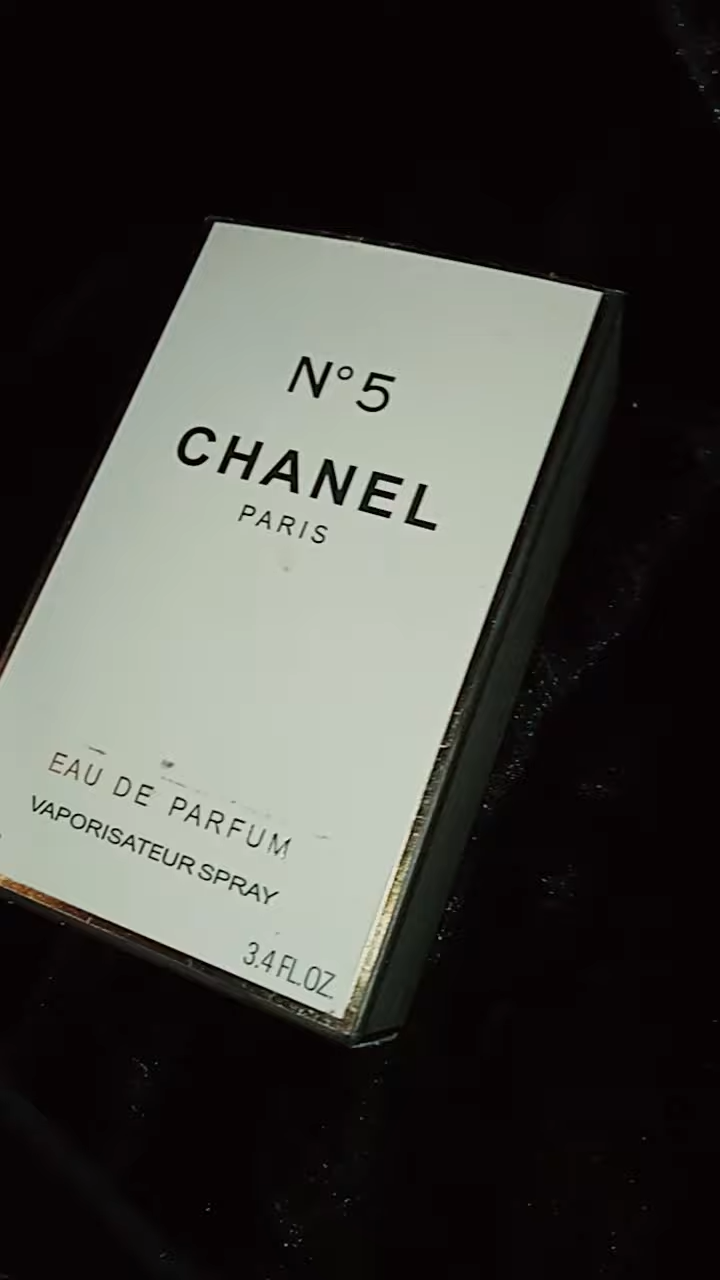 N°5
CHANEL
PARIS
EAU DE PARFUM
VAPORISATEUR SPRAY
3.4 FL.OZ.